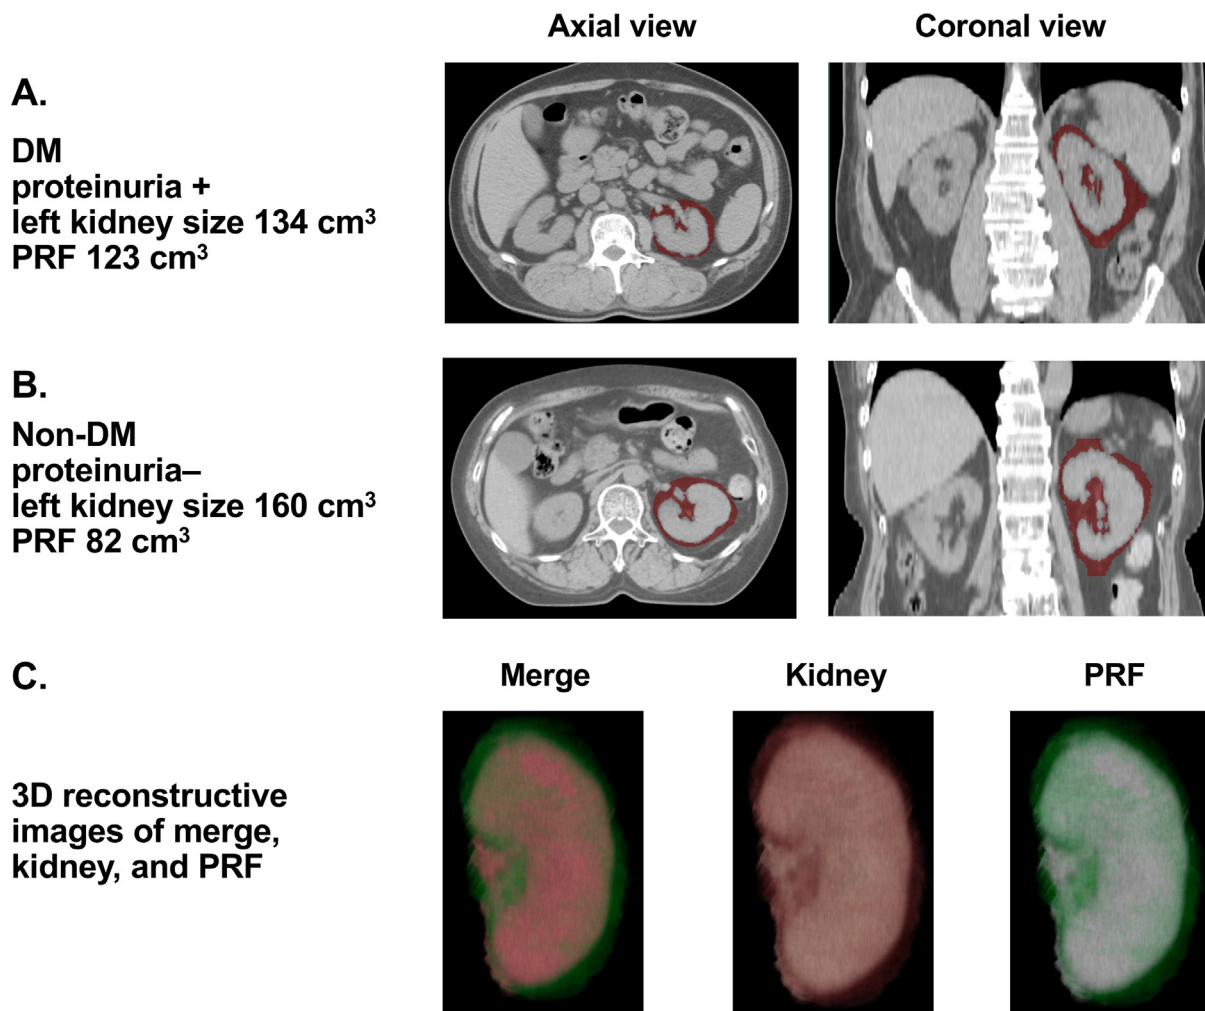 Axial view
Coronal view
A.
DM
proteinuria +
left kidney size 134 cm³
PRF 123 cm³
B.
Non-DM
proteinuria–
left kidney size 160 cm³
PRF 82 cm³
C.
Merge
Kidney
PRF
3D reconstructive
images of merge,
kidney, and PRF